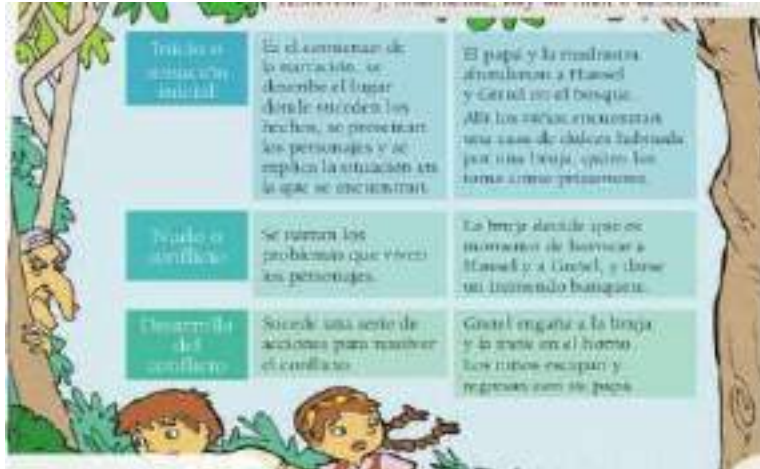 Inicio o
situación
inicial
Es el comienzo de
la narración, se
describe el lugar
donde suceden los
hechos, se presentan
los personajes y se
explica la situación en
la que se encuentran.
El papá y la madrastra
abandonan a Hansel
y Gretel en el bosque.
Allí los niños encuentran
una casa de dulces habitada
por una bruja, quien los
toma como prisioneros.
Nudo o
conflicto
Se narran los
problemas que viven
los personajes.
La bruja decide que es
momento de hornear a
Hansel y a Gretel, y darse
un tremendo banquete.
Desarrollo
del
conflicto
Sucede una serie de
acciones para resolver
el conflicto.
Gretel engaña a la bruja
y la mete en el horno.
Los niños escapan y
regresan con su papá.